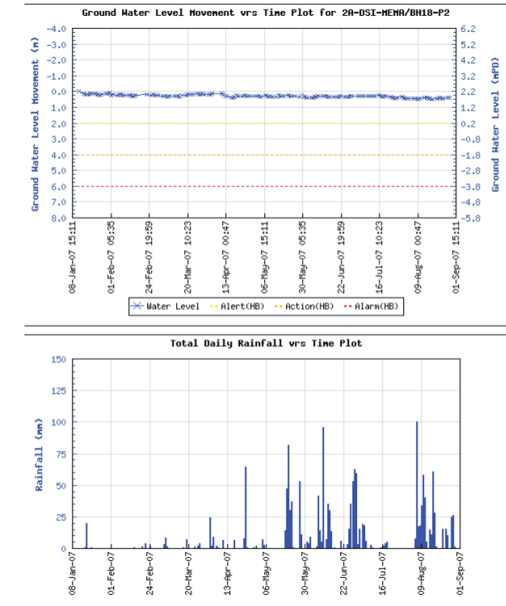 Ground Water Level Movement vrs Time Plot for 2A-DSI-MEMA/BH18-P2
Ground Water Level Movement (m)
-4.0
-3.0
-2.0
-1.0
0.0
1.0
2.0
3.0
4.0
5.0
6.0
7.0
8.0
6.2
5.2
4.2
3.2
2.2
1.2
0.2
-0.8
-1.8
-2.8
-3.8
-4.8
-5.8
Ground Water Level (mPD)
08-Jan-07 15:11
01-Feb-07 05:35
24-Feb-07 19:59
20-Mar-07 10:23
13-Apr-07 00:47
06-May-07 15:11
30-May-07 05:35
22-Jun-07 19:59
16-Jul-07 10:23
09-Aug-07 00:47
01-Sep-07 15:11
Water Level Alert(HB) Action(HB) Alarm(HB)
Total Daily Rainfall vrs Time Plot
Rainfall (mm)
150
125
100
75
50
25
0
08-Jan-07
01-Feb-07
24-Feb-07
20-Mar-07
13-Apr-07
06-May-07
30-May-07
22-Jun-07
16-Jul-07
09-Aug-07
01-Sep-07